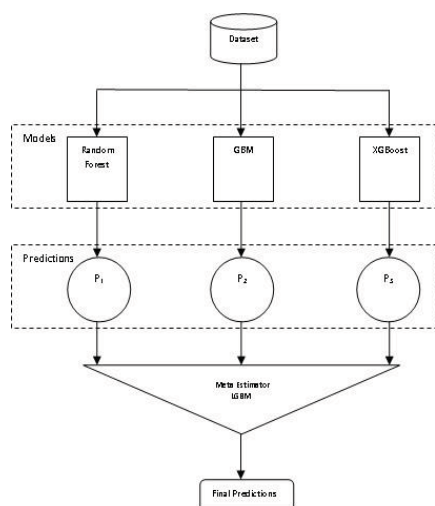 Dataset
Models
Random
Forest
GBM
XGBoost
Predictions
P1
P2
P3
Meta Estimator
LGBM
Final Predictions